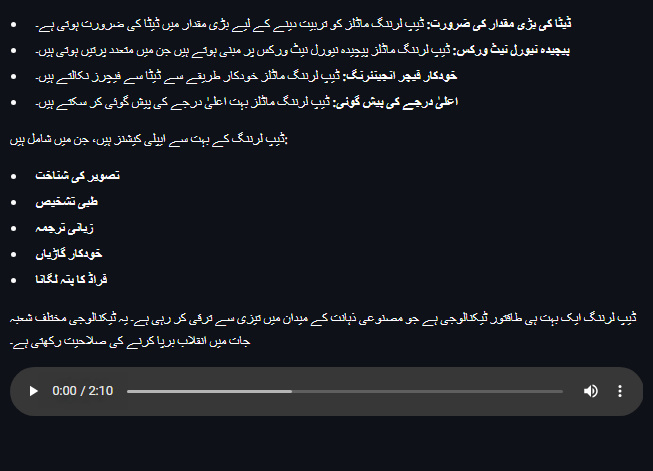 ڈیٹا کی بڑی مقدار کی ضرورت: ڈیپ لرننگ ماڈلز کو تربیت دینے کے لیے بڑی مقدار میں ڈیٹا کی ضرورت ہوتی ہے۔
پیچیدہ نیورل نیٹ ورکس: ڈیپ لرننگ ماڈلز پیچیدہ نیورل نیٹ ورکس پر مبنی ہوتے ہیں جن میں متعدد پرتیں ہوتی ہیں۔
خودکار فیچر انجینئرنگ: ڈیپ لرننگ ماڈلز خودکار طریقے سے ڈیٹا سے فیچرز نکالتے ہیں۔
اعلیٰ درجے کی پیش گوئی: ڈیپ لرننگ ماڈلز بہت اعلیٰ درجے کی پیش گوئی کر سکتے ہیں۔
ڈیپ لرننگ کے بہت سے ایپلی کیشنز ہیں، جن میں شامل ہیں:
تصویر کی شناخت
طبی تشخیص
زبانی ترجمہ
خودکار گاڑیاں
فراڈ کا پتہ لگانا
ڈیپ لرننگ ایک بہت ہی طاقتور ٹیکنالوجی ہے جو مصنوعی ذہانت کے میدان میں تیزی سے ترقی کر رہی ہے۔ یہ ٹیکنالوجی مختلف شعبہ
جات میں انقلاب برپا کرنے کی صلاحیت رکھتی ہے۔
0:00 / 2:10